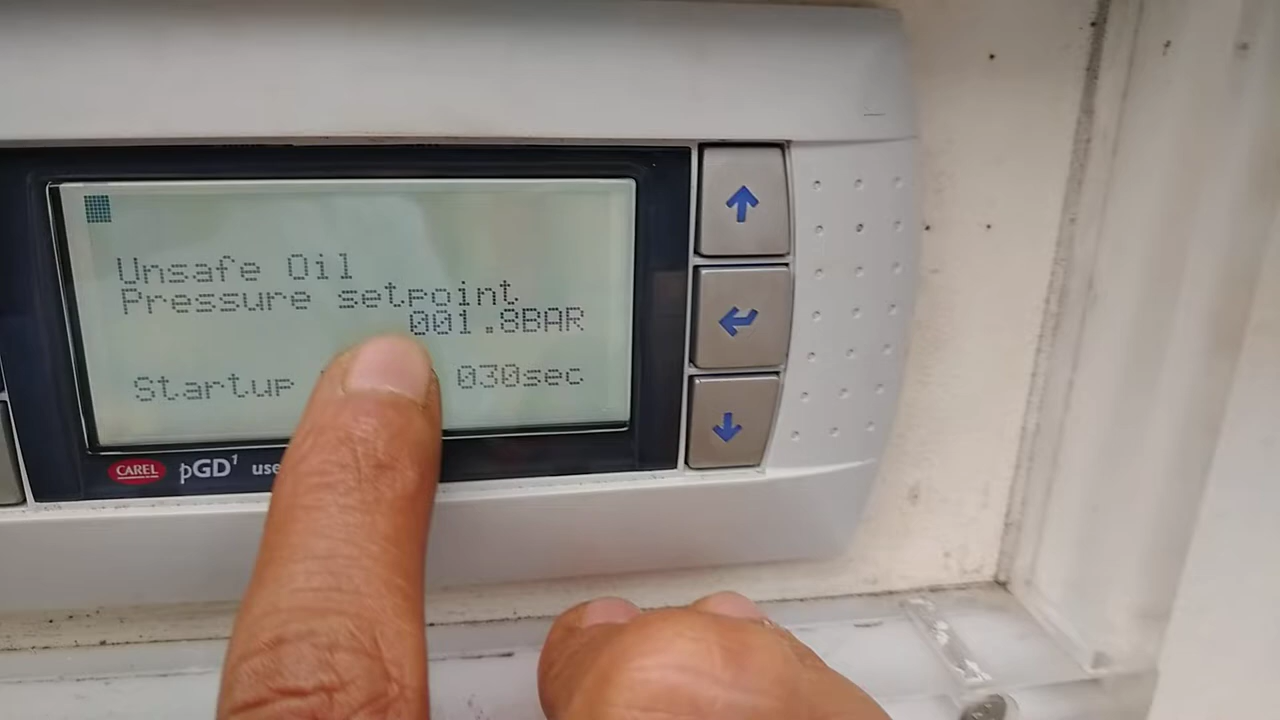 Unsafe Oil
Pressure setpoint
001.8BAR
Startup 030sec
CAREL pGD¹